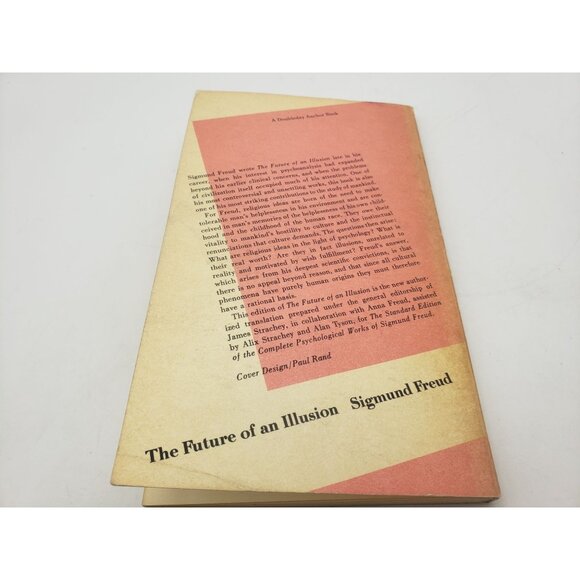 A Doubleday Anchor Book
Sigmund Freud wrote The Future of an Illusion late in his
career, when his interest in psychoanalysis had expanded
beyond his earlier clinical concerns, and when the problems
of civilization itself occupied much of his attention. One of
his most controversial and unsettling works, this book is also
one of his most striking contributions to the study of mankind.
For Freud, religious ideas are born of the need to make
tolerable man's helplessness in his environment and are con-
ceived in man's memories of the helplessness of his own child-
hood and the childhood of the human race. They owe their
vitality to mankind's hostility to culture and the instinctual
renunciations that culture demands. The questions then arise:
What are religious ideas in the light of psychology? What is
their real worth? Are they in fact illusions, unrelated to
reality and motivated by wish fulfillment? Freud's answer,
which arises from his deepest scientific convictions, is that
there is no appeal beyond reason, and that since all cultural
phenomena have purely human origins they must therefore
have a rational basis.
This edition of The Future of an Illusion is the new author-
ized translation prepared under the general editorship of
James Strachey, in collaboration with Anna Freud, assisted
by Alix Strachey and Alan Tyson, for The Standard Edition
of the Complete Psychological Works of Sigmund Freud.
Cover Design/Paul Rand
The Future of an Illusion Sigmund Freud